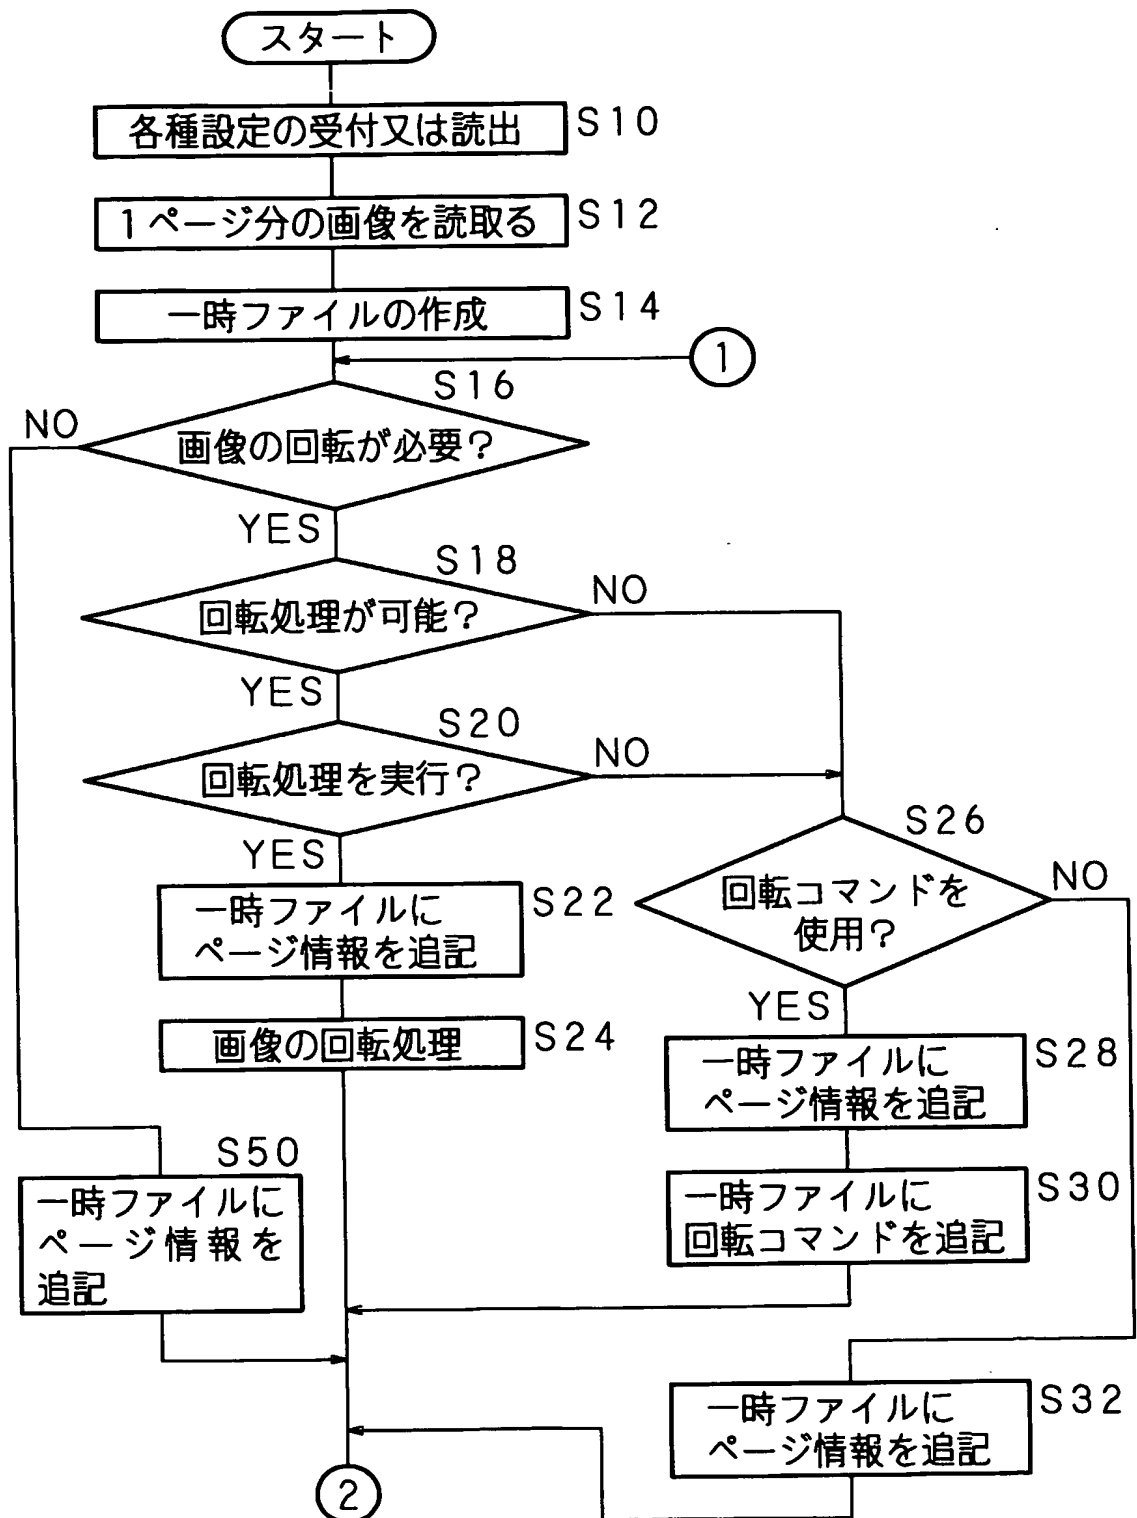 スタート
各種設定の受付又は読出
S10
1ページ分の画像を読取る
S12
一時ファイルの作成
S14
1
S16
NO
画像の回転が必要?
YES
S18
NO
回転処理が可能?
YES
S20
NO
回転処理を実行?
YES
S26
回転コマンドを
使用?
NO
YES
一時ファイルに
ページ情報を追記
S22
画像の回転処理
S24
一時ファイルに
ページ情報を追記
S28
一時ファイルに
回転コマンドを追記
S30
S50
一時ファイルに
ページ情報を
追記
一時ファイルに
ページ情報を追記
S32
2